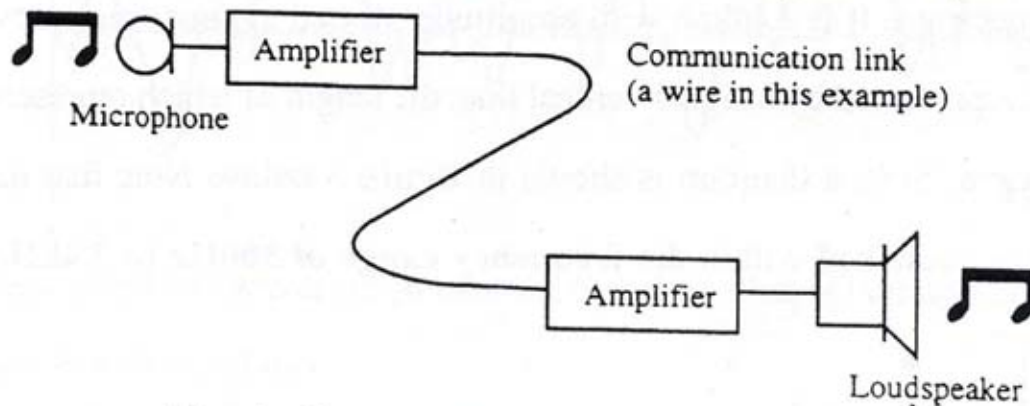 Amplifier
Communication link
(a wire in this example)
Microphone
Amplifier
Loudspeaker